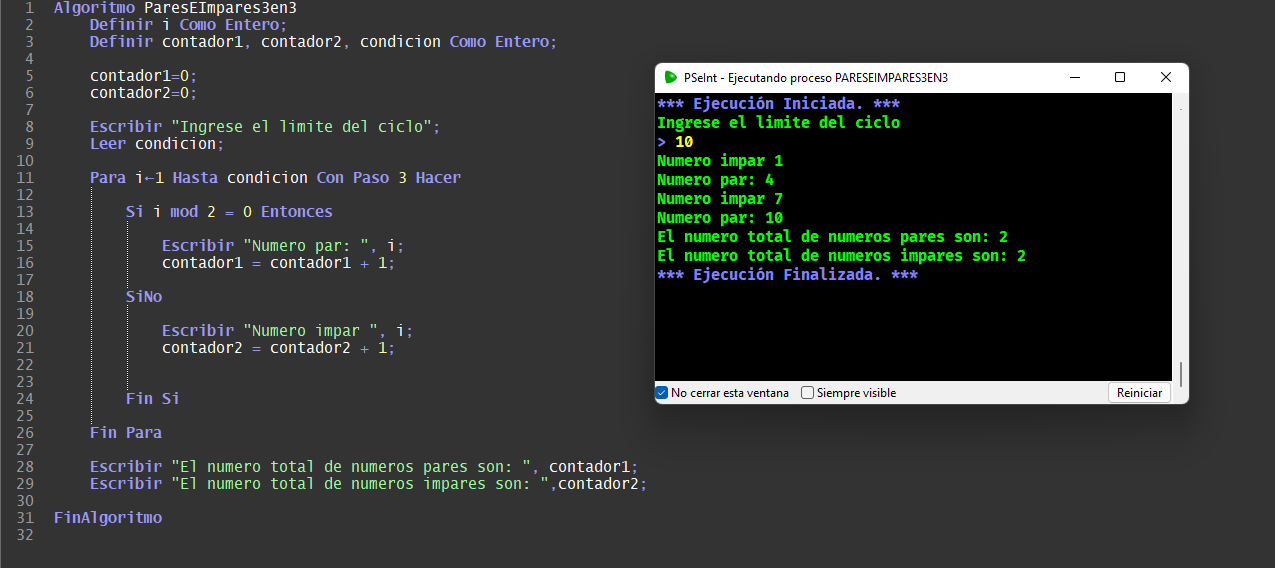 1 Algoritmo ParesEImpares3en3
2 Definir i Como Entero;
3 Definir contador1, contador2, condicion Como Entero;
4
5 contador1=0;
6 contador2=0;
7
8 Escribir "Ingrese el limite del ciclo";
9 Leer condicion;
10
11 Para i←1 Hasta condicion Con Paso 3 Hacer
12
13 Si i mod 2 = 0 Entonces
14
15 Escribir "Numero par: ", i;
16 contador1 = contador1 + 1;
17
18 SiNo
19
20 Escribir "Numero impar ", i;
21 contador2 = contador2 + 1;
22
23
24 Fin Si
25
26 Fin Para
27
28 Escribir "El numero total de numeros pares son: ", contador1;
29 Escribir "El numero total de numeros impares son: ",contador2;
30
31 FinAlgoritmo
32
PSeInt - Ejecutando proceso PARESEIMPARES3EN3
*** Ejecución Iniciada. ***
Ingrese el limite del ciclo
> 10
Numero impar 1
Numero par: 4
Numero impar 7
Numero par: 10
El numero total de numeros pares son: 2
El numero total de numeros impares son: 2
*** Ejecución Finalizada. ***
No cerrar esta ventana Siempre visible Reiniciar